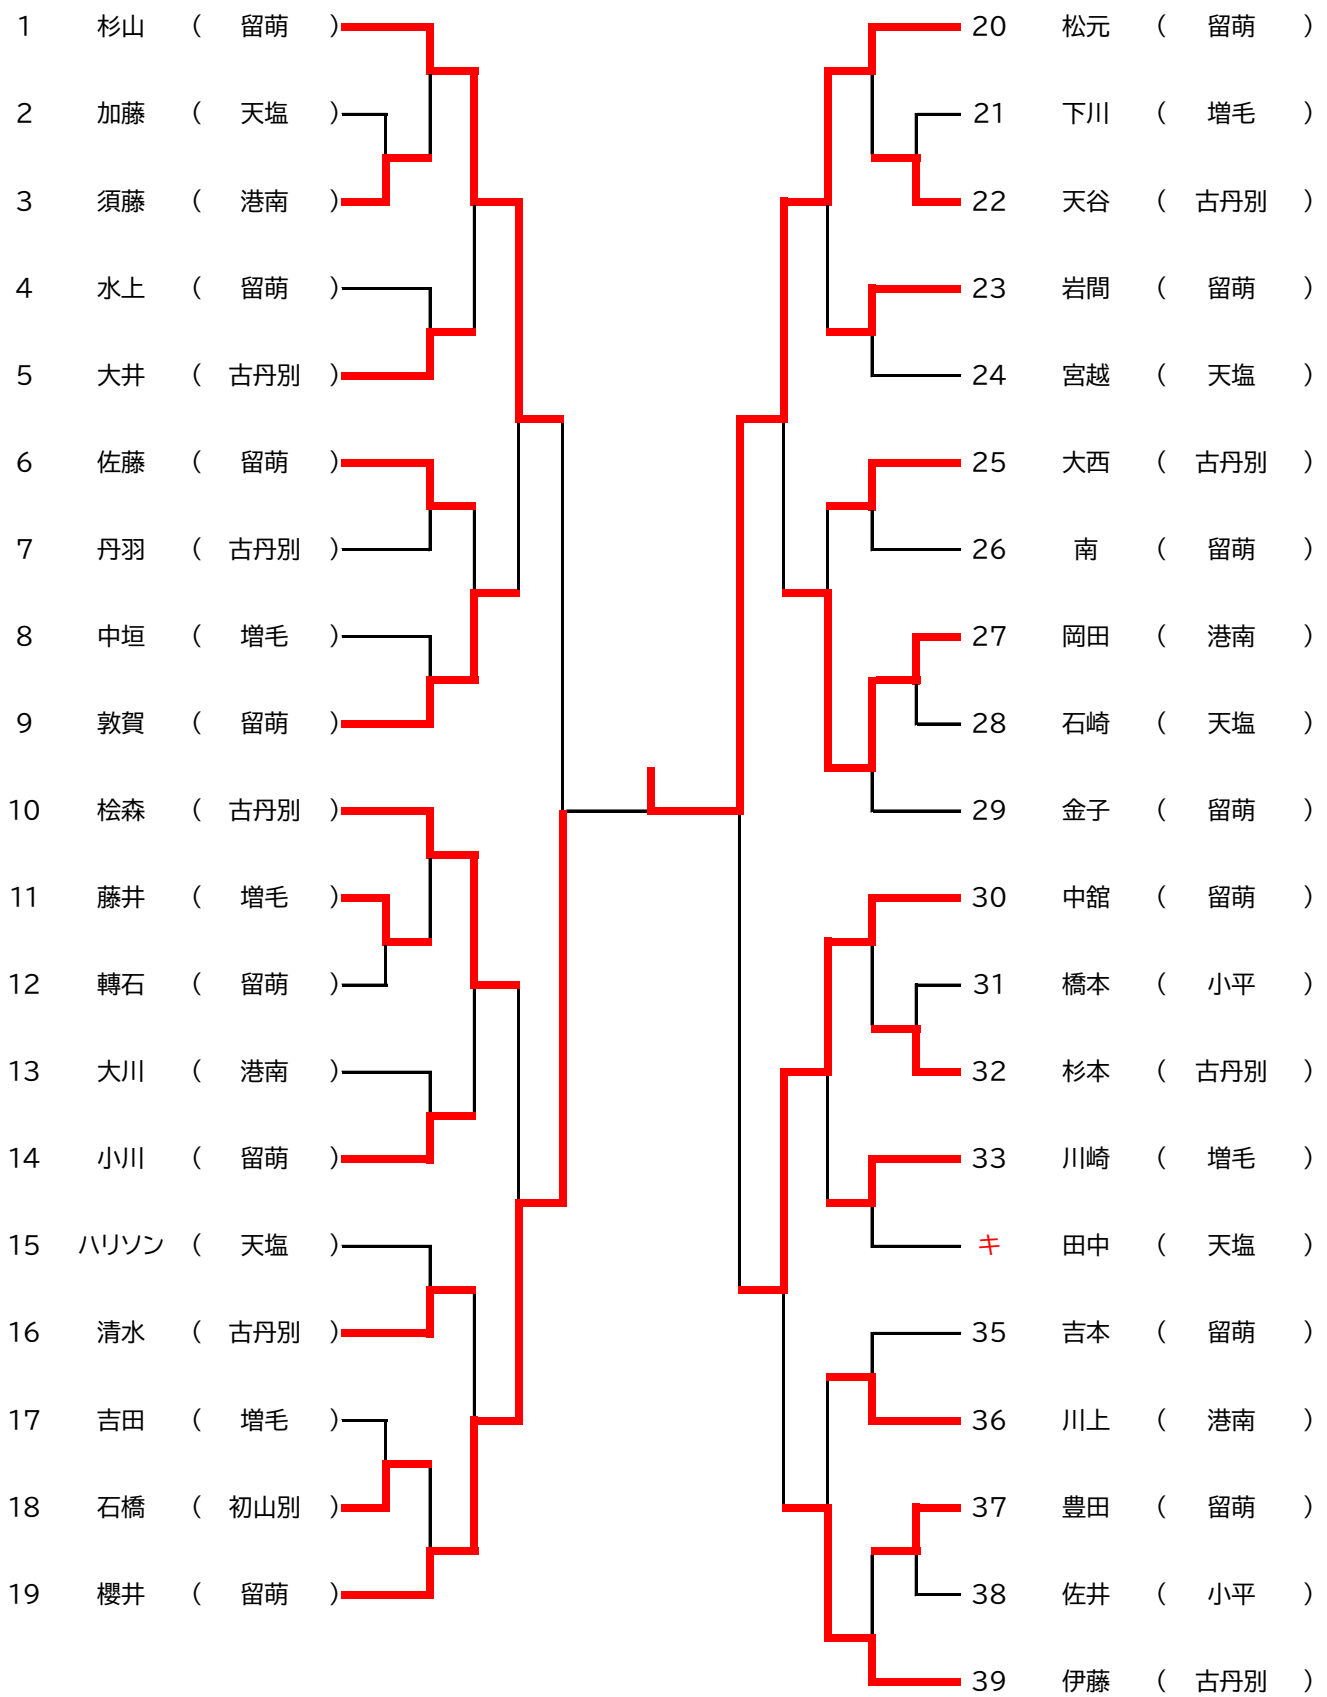 1 杉山 ( 留萌 ) 20 松元 ( 留萌 )
2 加藤 ( 天塩 ) 21 下川 ( 増毛 )
3 須藤 ( 港南 ) 22 天谷 ( 古丹別 )
4 水上 ( 留萌 ) 23 岩間 ( 留萌 )
5 大井 ( 古丹別 ) 24 宮越 ( 天塩 )
6 佐藤 ( 留萌 ) 25 大西 ( 古丹別 )
7 丹羽 ( 古丹別 ) 26 南 ( 留萌 )
8 中垣 ( 増毛 ) 27 岡田 ( 港南 )
9 敦賀 ( 留萌 ) 28 石崎 ( 天塩 )
10 桧森 ( 古丹別 ) 29 金子 ( 留萌 )
11 藤井 ( 増毛 ) 30 中舘 ( 留萌 )
12 轉石 ( 留萌 ) 31 橋本 ( 小平 )
13 大川 ( 港南 ) 32 杉本 ( 古丹別 )
14 小川 ( 留萌 ) 33 川崎 ( 増毛 )
15 ハリソン ( 天塩 ) キ 田中 ( 天塩 )
16 清水 ( 古丹別 ) 35 吉本 ( 留萌 )
17 吉田 ( 増毛 ) 36 川上 ( 港南 )
18 石橋 ( 初山別 ) 37 豊田 ( 留萌 )
19 櫻井 ( 留萌 ) 38 佐井 ( 小平 )
39 伊藤 ( 古丹別 )